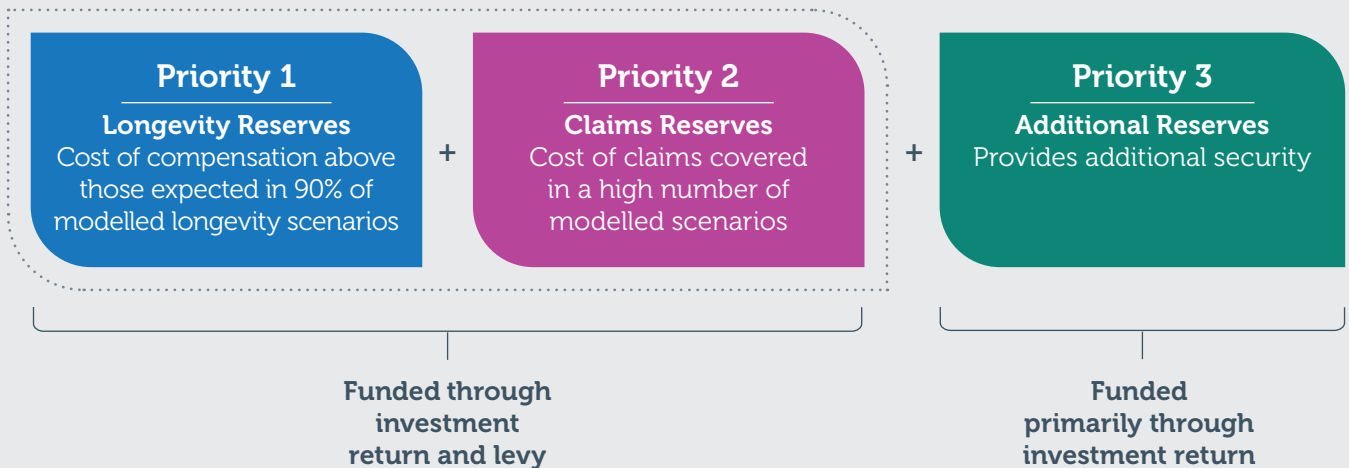 Priority 1
Longevity Reserves
Cost of compensation above
those expected in 90% of
modelled longevity scenarios
+
Priority 2
Claims Reserves
Cost of claims covered
in a high number of
modelled scenarios
+
Priority 3
Additional Reserves
Provides additional security
Funded through
investment
return and levy
Funded
primarily through
investment return